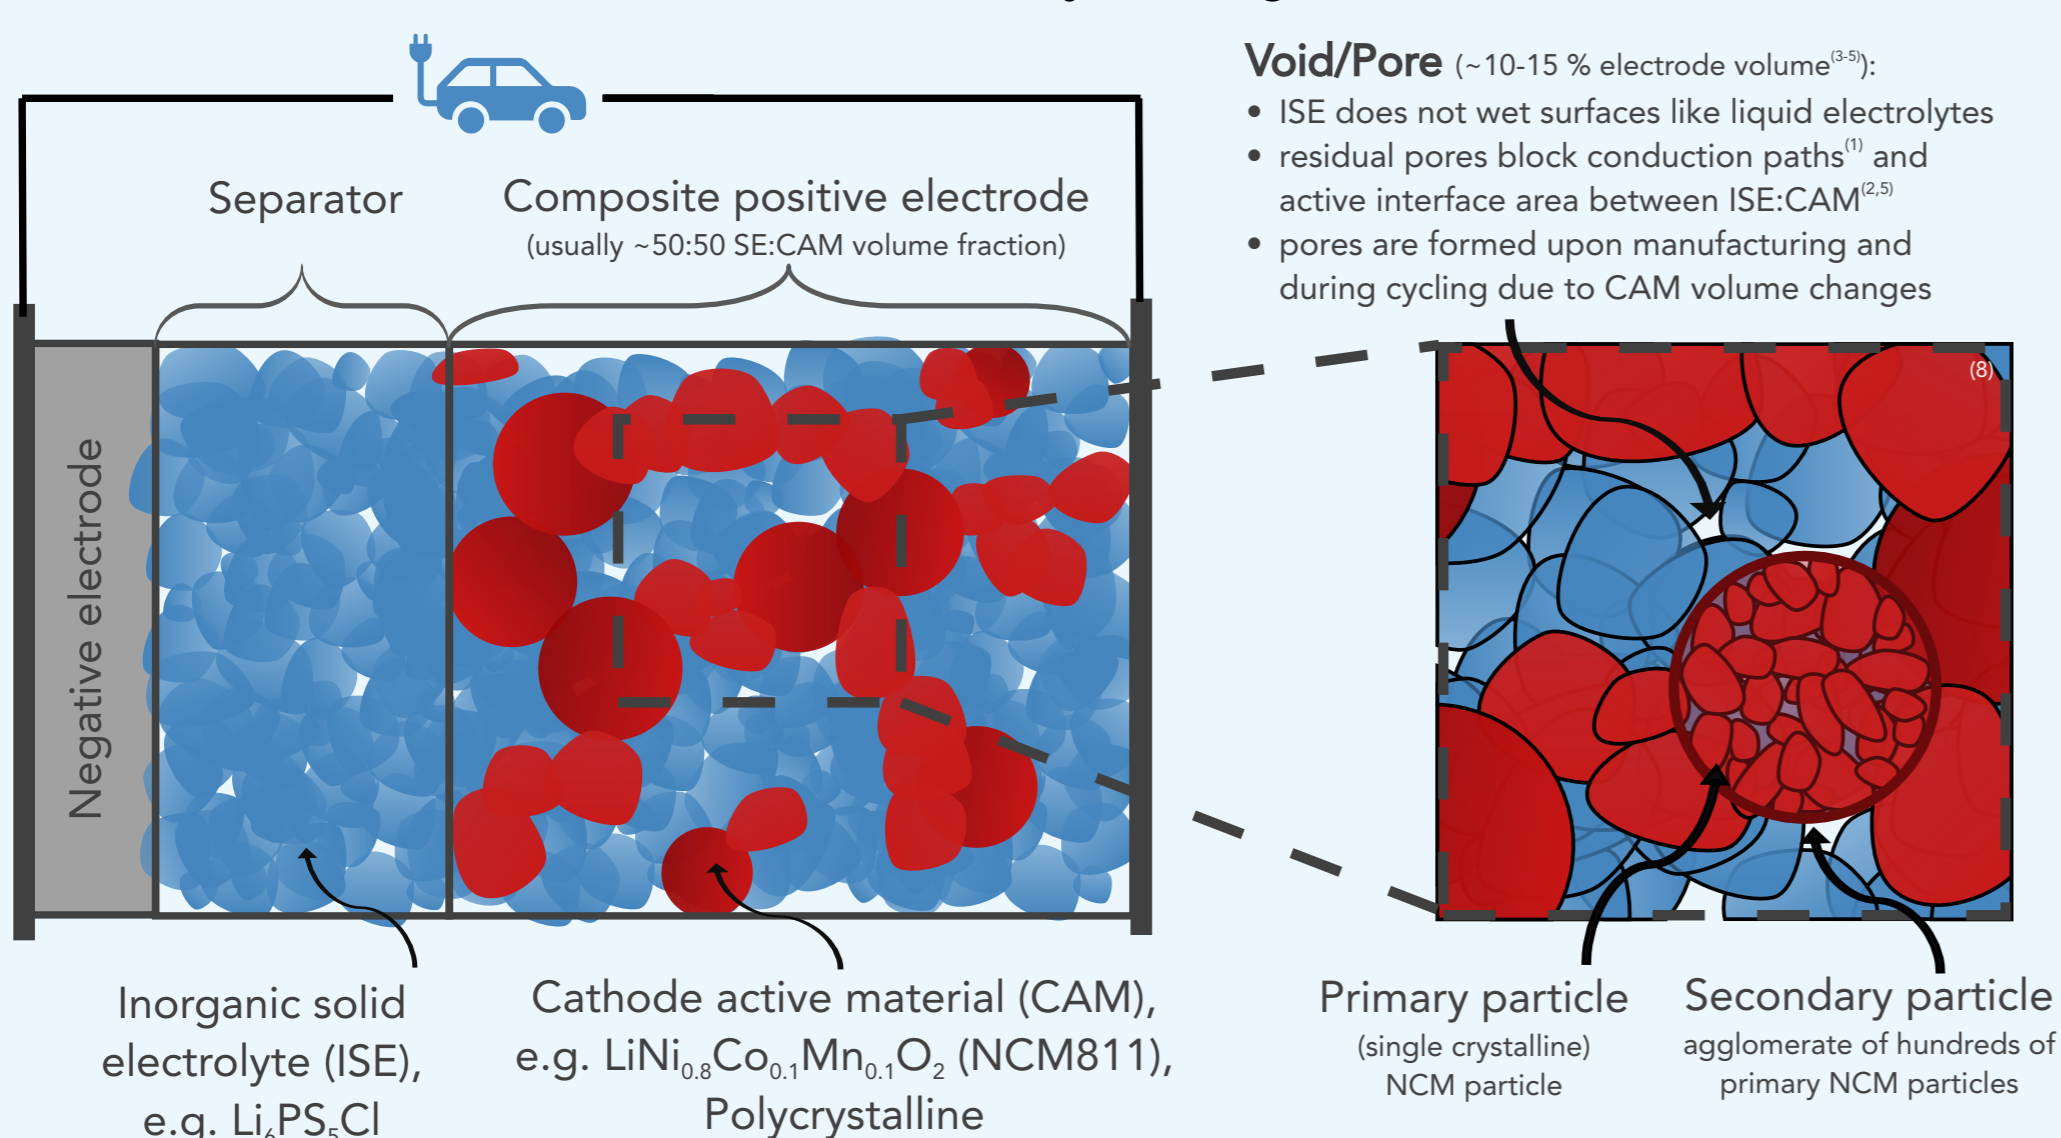 Void/Pore (~10-15 % electrode volume(3-5)):
• ISE does not wet surfaces like liquid electrolytes
• residual pores block conduction paths(1) and
active interface area between ISE:CAM(2,5)
• pores are formed upon manufacturing and
during cycling due to CAM volume changes
Separator
Composite positive electrode
(usually ~50:50 SE:CAM volume fraction)
(8)
Negative electrode
Inorganic solid
electrolyte (ISE),
e.g. Li₆PS₅Cl
Cathode active material (CAM),
e.g. LiNi₀.₈Co₀.₁Mn₀.₁O₂ (NCM811),
Polycrystalline
Primary particle
(single crystalline)
NCM particle
Secondary particle
agglomerate of hundreds of
primary NCM particles